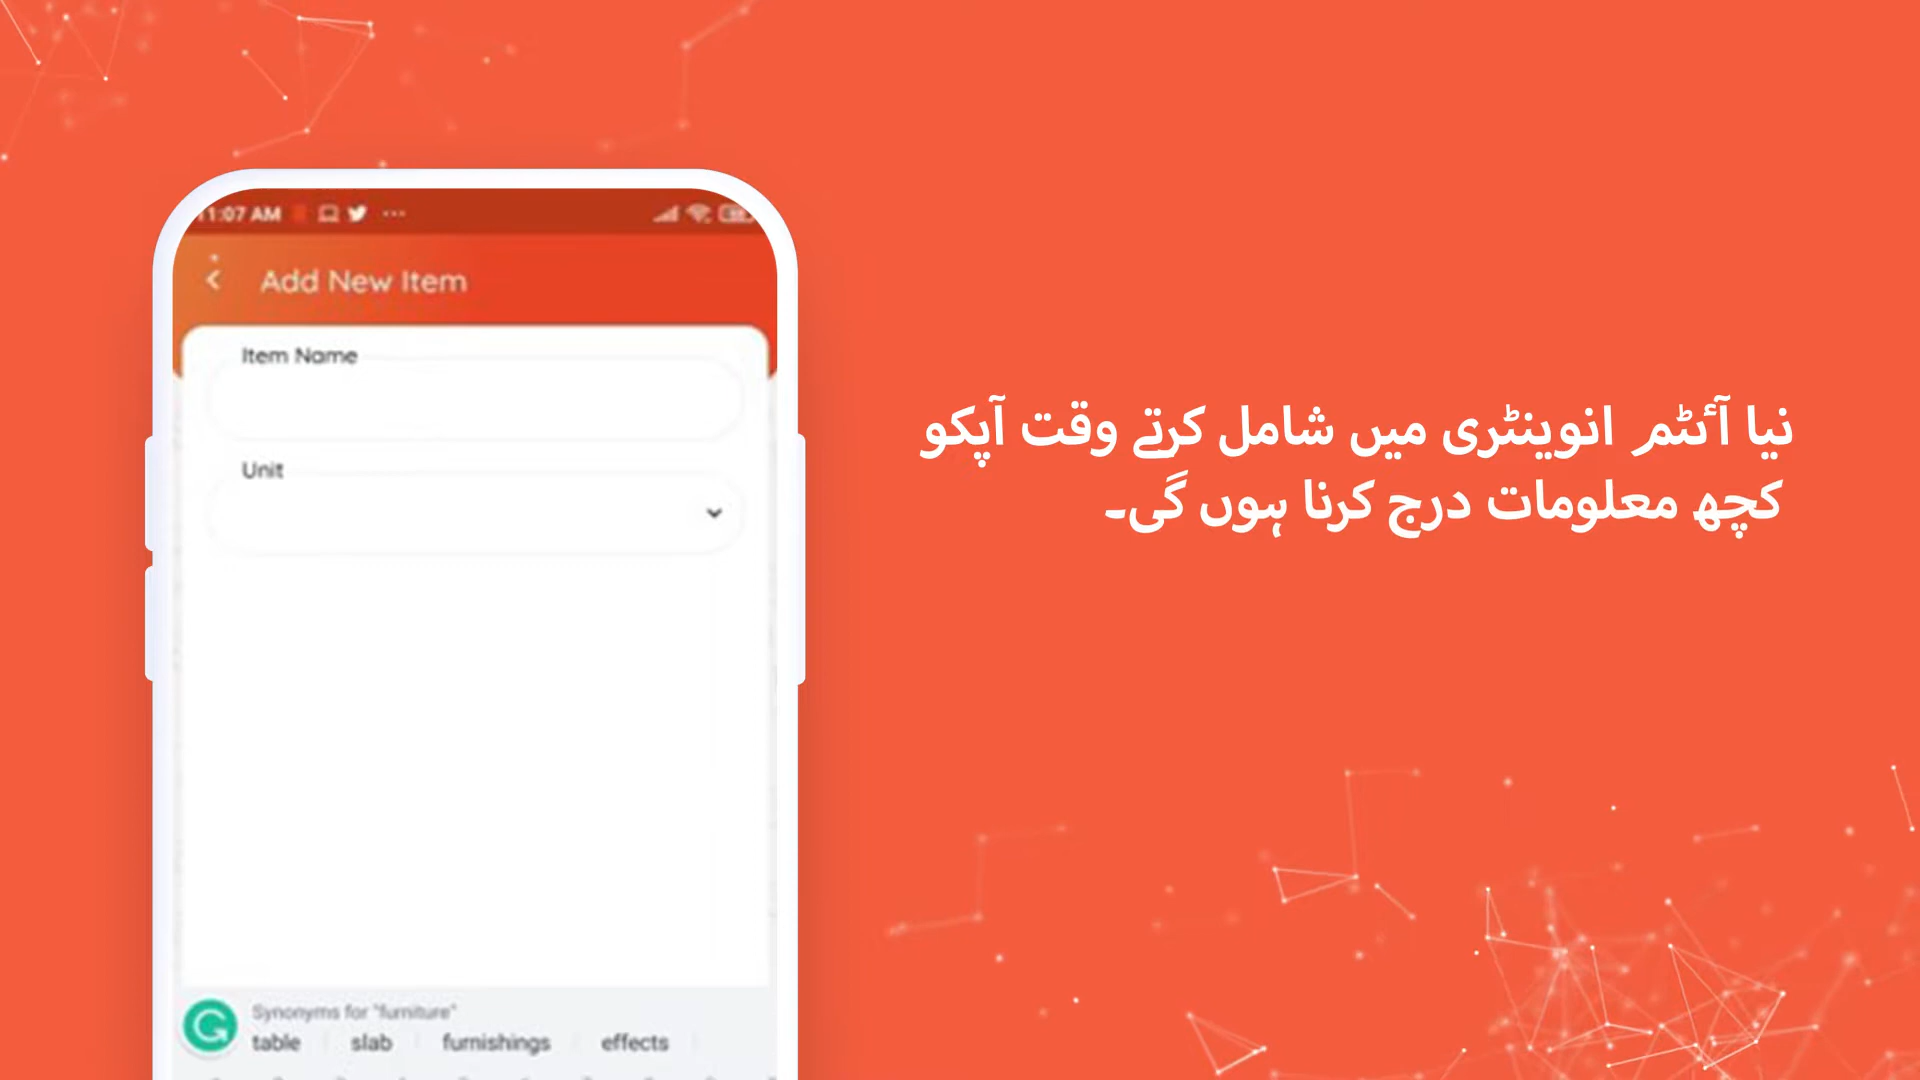 11:07 AM
Add New Item
Item Name
Unit
نیا آئٹم انوینٹری میں شامل کرتے وقت آپکو
کچھ معلومات درج کرنا ہوں گی۔
Synonyms for "furniture"
table slab furnishings effects